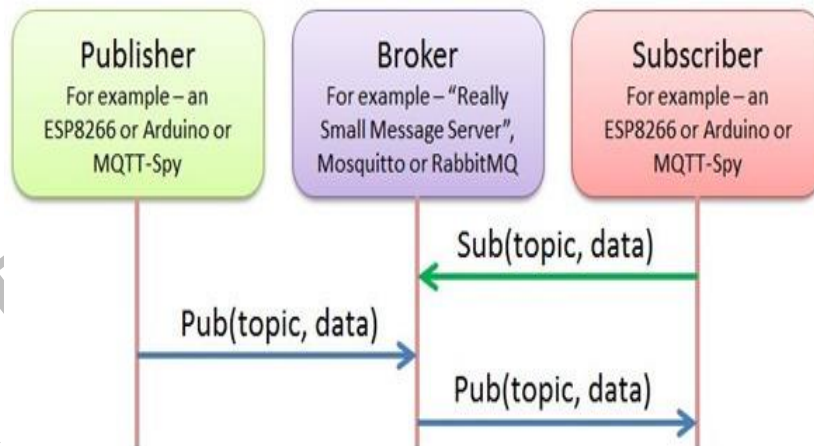 Publisher
For example – an
ESP8266 or Arduino or
MQTT-Spy
Broker
For example – “Really
Small Message Server”,
Mosquitto or RabbitMQ
Subscriber
For example – an
ESP8266 or Arduino or
MQTT-Spy
Sub(topic, data)
Pub(topic, data)
Pub(topic, data)